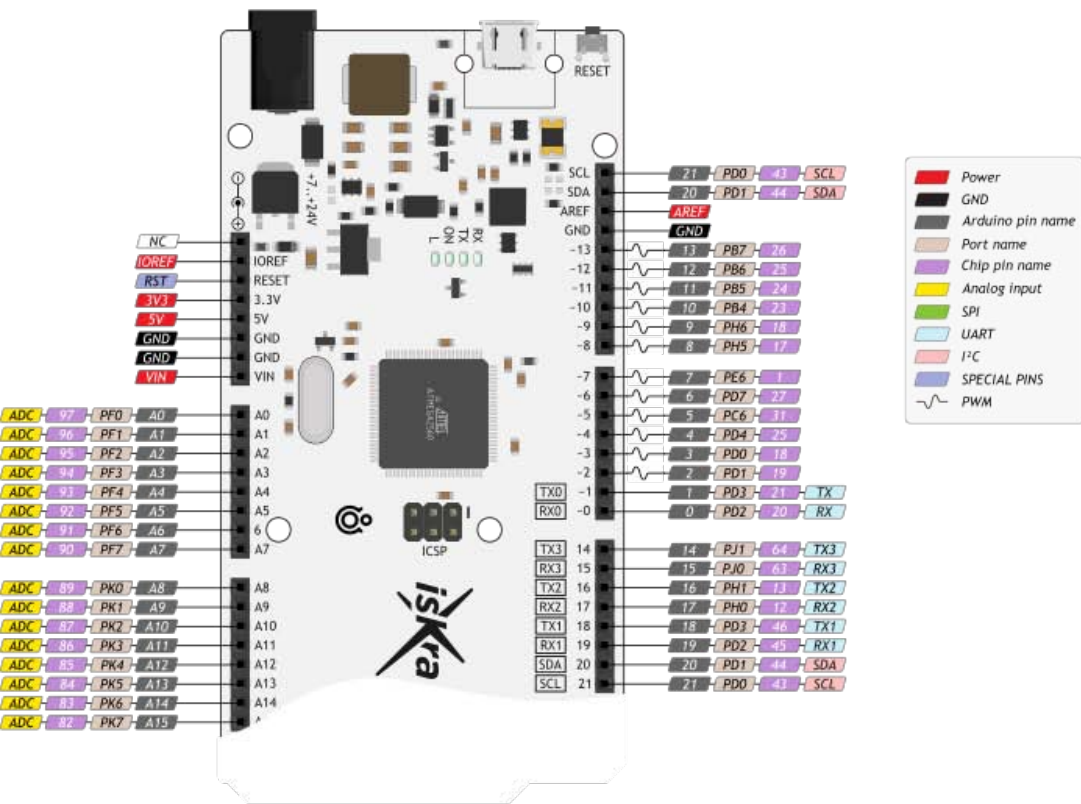 RESET
+7..+24V
L
ON
TX
RX
NC
IOREF IOREF
RST RESET
3V3 3.3V
5V 5V
GND GND
GND GND
VIN VIN
ADC 97 PF0 A0 A0
ADC 96 PF1 A1 A1
ADC 95 PF2 A2 A2
ADC 94 PF3 A3 A3
ADC 93 PF4 A4 A4
ADC 92 PF5 A5 A5
ADC 91 PF6 A6 6
ADC 90 PF7 A7 A7
ADC 89 PK0 A8 A8
ADC 88 PK1 A9 A9
ADC 87 PK2 A10 A10
ADC 86 PK3 A11 A11
ADC 85 PK4 A12 A12
ADC 84 PK5 A13 A13
ADC 83 PK6 A14 A14
ADC 82 PK7 A15
ICSP
iskra
SCL 21 PD0 43 SCL
SDA 20 PD1 44 SDA
AREF AREF
GND GND
~13 13 PB7 26
~12 12 PB6 25
~11 11 PB5 24
~10 10 PB4 23
~9 9 PH6 18
~8 8 PH5 17
~7 7 PE6 1
~6 6 PD7 27
~5 5 PC6 31
~4 4 PD4 25
~3 3 PD0 18
~2 2 PD1 19
TX0 ~1 1 PD3 21 TX
RX0 ~0 0 PD2 20 RX
TX3 14 14 PJ1 64 TX3
RX3 15 15 PJ0 63 RX3
TX2 16 16 PH1 13 TX2
RX2 17 17 PH0 12 RX2
TX1 18 18 PD3 46 TX1
RX1 19 19 PD2 45 RX1
SDA 20 20 PD1 44 SDA
SCL 21 21 PD0 43 SCL
Power
GND
Arduino pin name
Port name
Chip pin name
Analog input
SPI
UART
I²C
SPECIAL PINS
PWM